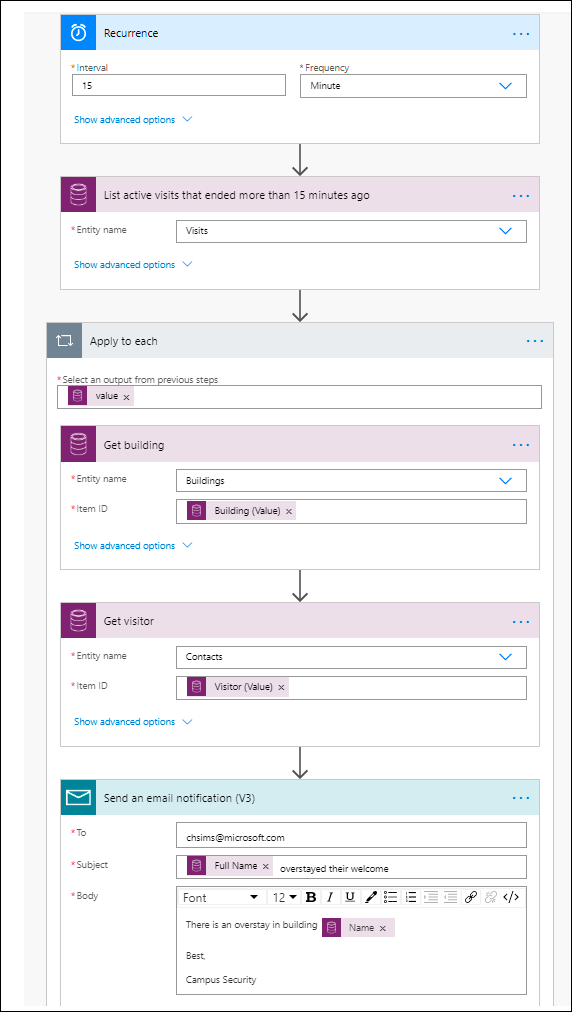 Recurrence ...
*Interval *Frequency
15 Minute
Show advanced options
List active visits that ended more than 15 minutes ago ...
*Entity name Visits
Show advanced options
Apply to each ...
*Select an output from previous steps
value x
Get building ...
*Entity name Buildings
*Item ID Building (Value) x
Show advanced options
Get visitor ...
*Entity name Contacts
*Item ID Visitor (Value) x
Show advanced options
Send an email notification (V3) ...
*To chsims@microsoft.com
*Subject Full Name x overstayed their welcome
*Body Font 12 B I U </>
There is an overstay in building Name x
Best,
Campus Security